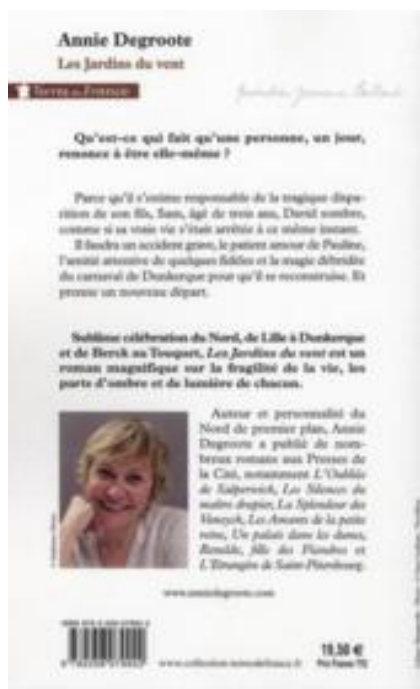 Annie Degroote
Les Jardins du vent
Terres de France
Qu'est-ce qui fait qu'une personne, un jour,
renonce à être elle-même ?
Parce qu'il s'estime responsable de la tragique dispa-
rition de son fils, Sam, âgé de trois ans, David sombre,
comme si sa vraie vie s'était arrêtée à ce même instant.
Il faudra un accident grave, le patient amour de Pauline,
l'amitié attentive de quelques fidèles et la magie débridée
du carnaval de Dunkerque pour qu'il se reconstruise. Et
prenne un nouveau départ.
Sublime célébration du Nord, de Lille à Dunkerque
et de Berck au Touquet, Les Jardins du vent est un
roman magnifique sur la fragilité de la vie, les
parts d'ombre et de lumière de chacun.
Auteur et personnalité du
Nord de premier plan, Annie
Degroote a publié de nom-
breux romans aux Presses de
la Cité, notamment L'Oubliée
de Salperwick, Les Silences du
maître drapier, La Splendeur des
Vaneyck, Les Amants de la petite
reine, Un palais dans les dunes,
Renelde, fille des Flandres et
L'Etrangère de Saint-Pétersbourg.
www.anniedegroote.com
19,50 €
Prix France TTC
www.collection-terresdefrance.fr